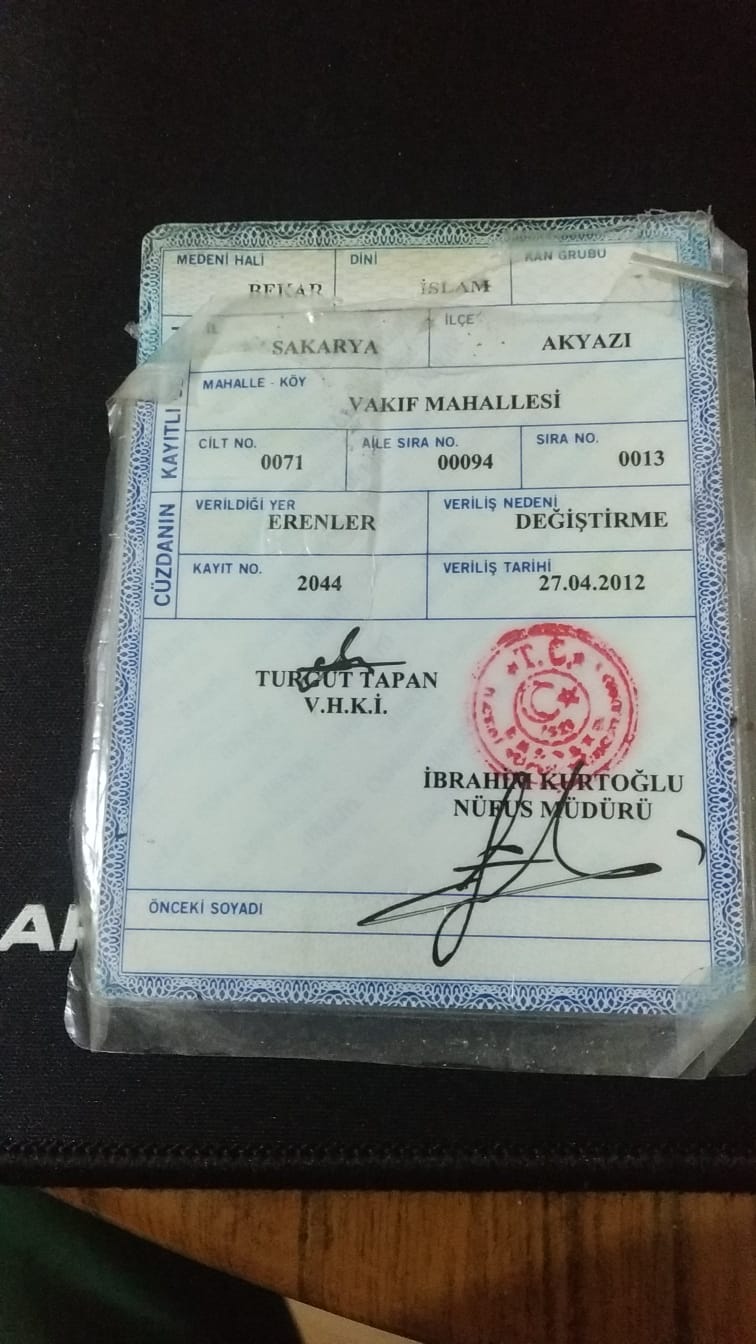 MEDENİ HALİ DİNİ KAN GRUBU
BEKAR İSLAM
İL İLÇE
SAKARYA AKYAZI
MAHALLE - KÖY
VAKIF MAHALLESİ
CİLT NO. AİLE SIRA NO. SIRA NO.
0071 00094 0013
KAYITLI
VERİLDİĞİ YER VERİLİŞ NEDENİ
ERENLER DEĞİŞTİRME
KAYIT NO. VERİLİŞ TARİHİ
2044 27.04.2012
CÜZDANIN
T.C.
TURGUT TAPAN
V.H.K.İ.
İBRAHİM KURTOĞLU
NÜFUS MÜDÜRÜ
ÖNCEKİ SOYADI